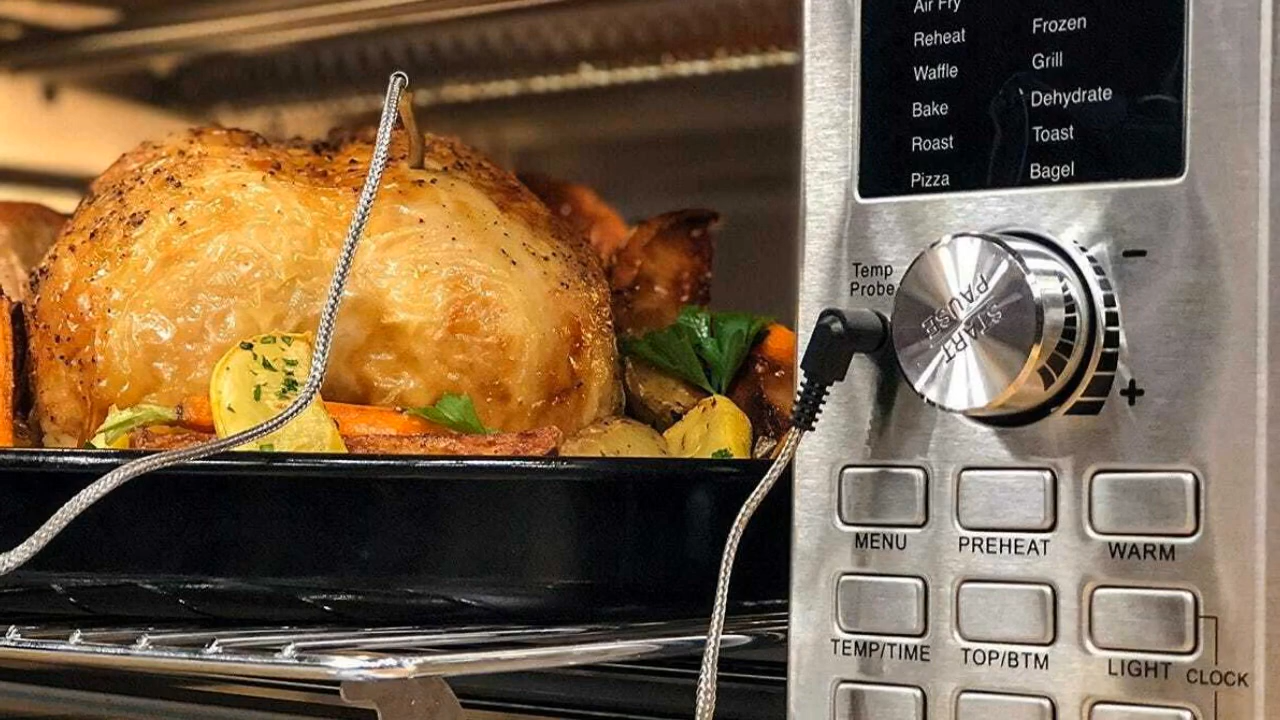 Air Fry
Reheat
Waffle
Bake
Roast
Pizza
Frozen
Grill
Dehydrate
Toast
Bagel
Temp
Probe
START
PAUSE
-
+
MENU
PREHEAT
WARM
TEMP/TIME
TOP/BTM
LIGHT
CLOCK